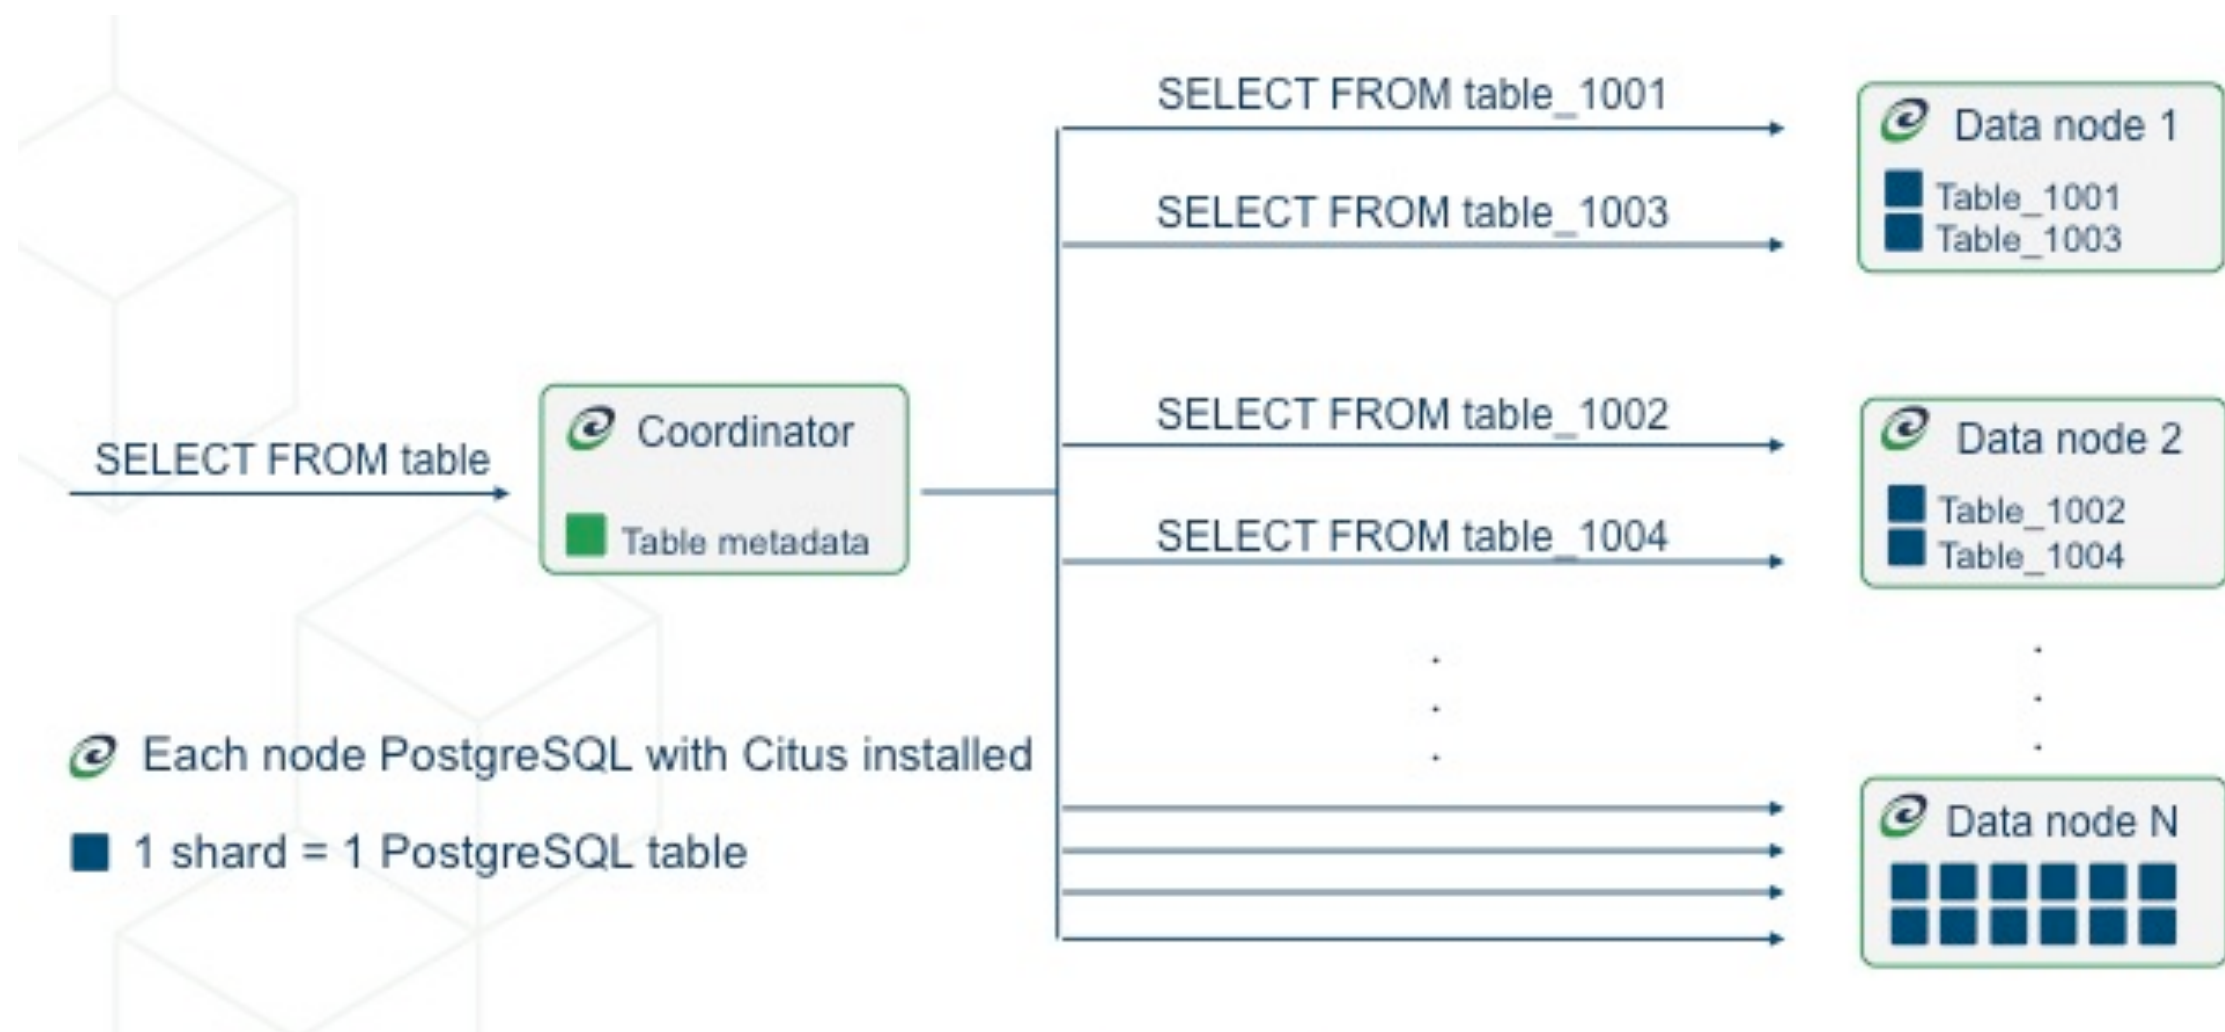 SELECT FROM table_1001
Data node 1
Table_1001
Table_1003
SELECT FROM table_1003
SELECT FROM table
Coordinator
Table metadata
SELECT FROM table_1002
SELECT FROM table_1004
Data node 2
Table_1002
Table_1004
.
.
.
.
.
.
Each node PostgreSQL with Citus installed
1 shard = 1 PostgreSQL table
Data node N